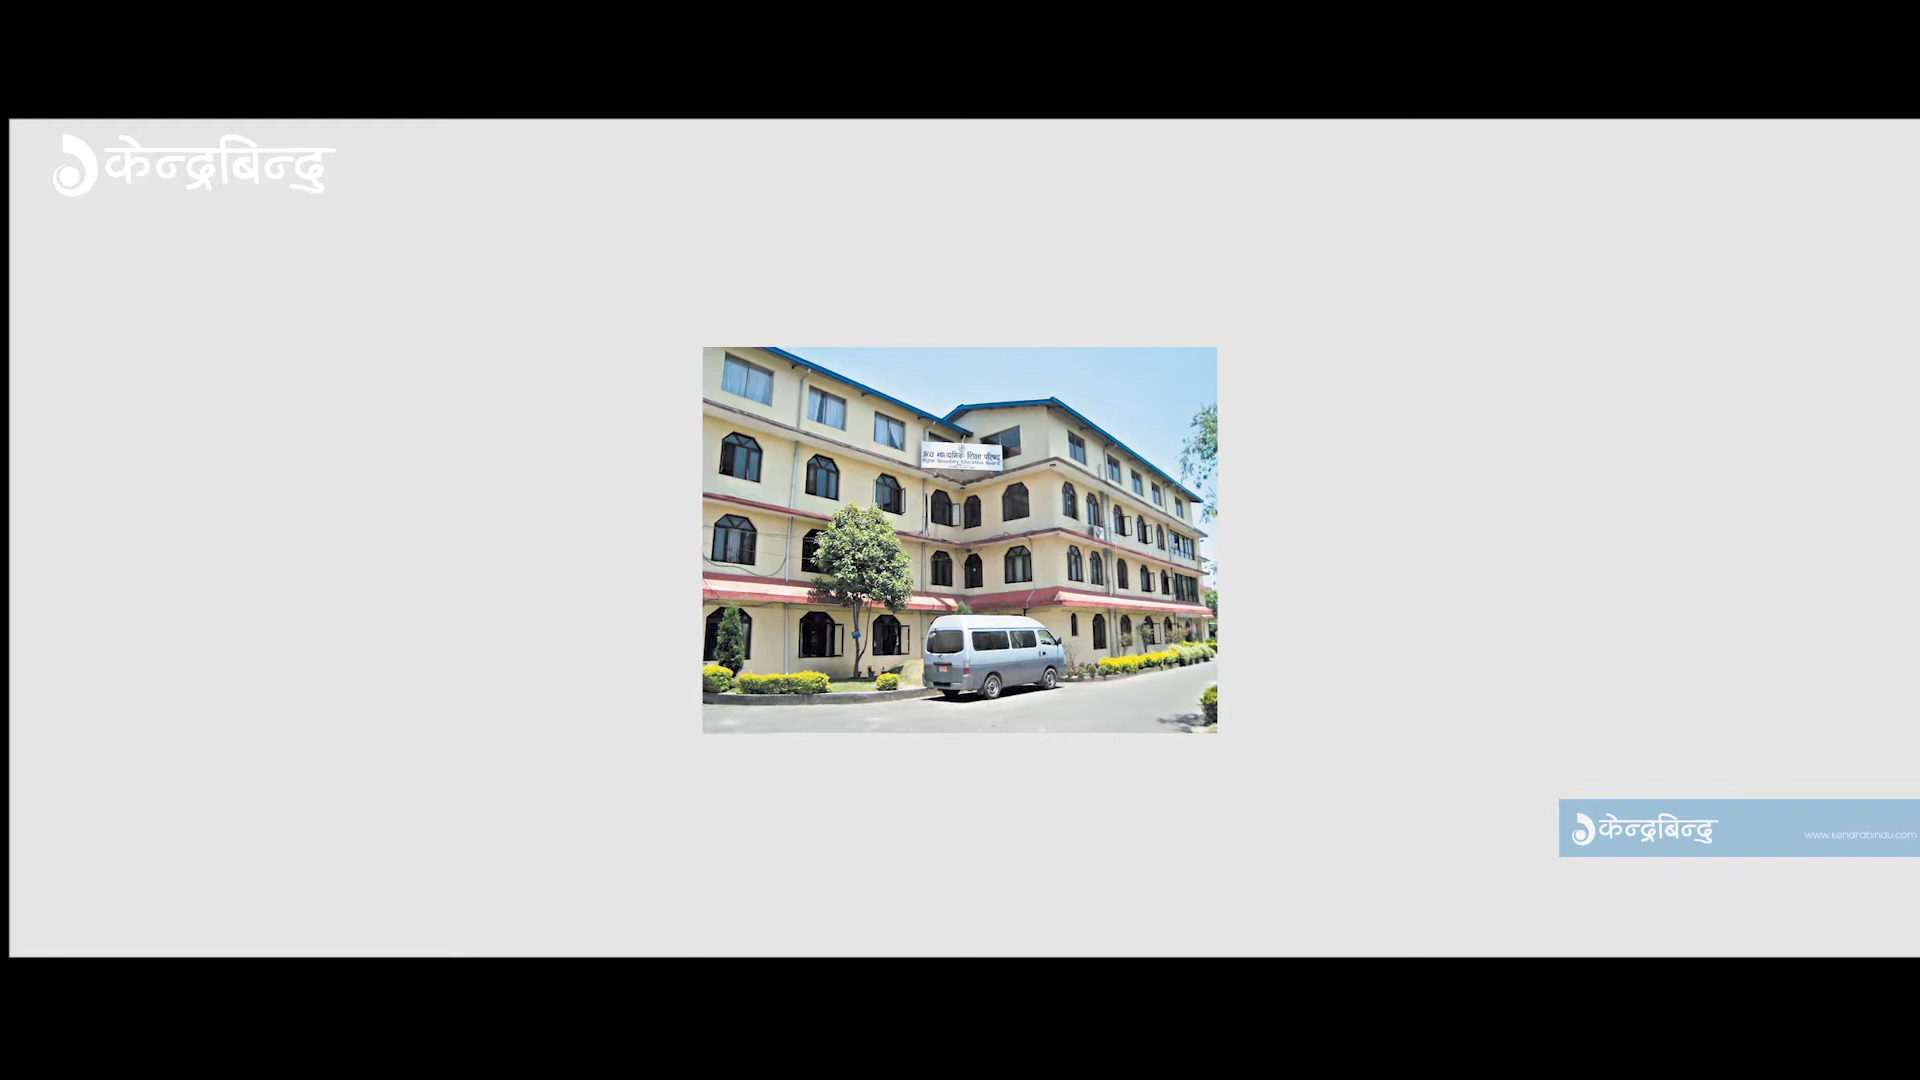 केन्द्रबिन्दु
उच्च माध्यमिक शिक्षा परिषद्
Higher Secondary Education Board
केन्द्रबिन्दु
www.kendrabindu.com